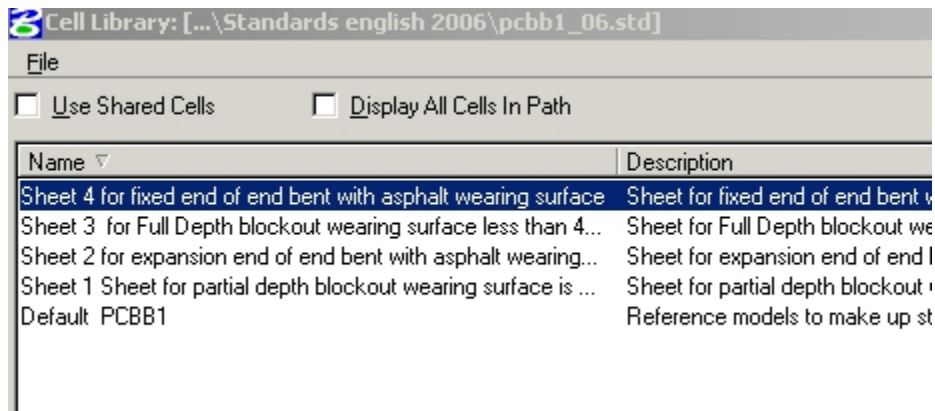 Cell Library: [...\Standards english 2006\pcbb1_06.std]
File
Use Shared Cells Display All Cells In Path
Name Description
Sheet 4 for fixed end of end bent with asphalt wearing surface Sheet for fixed end of end bent
Sheet 3 for Full Depth blockout wearing surface less than 4... Sheet for Full Depth blockout we
Sheet 2 for expansion end of end bent with asphalt wearing... Sheet for expansion end of end
Sheet 1 Sheet for partial depth blockout wearing surface is ... Sheet for partial depth blockout
Default PCBB1 Reference models to make up st